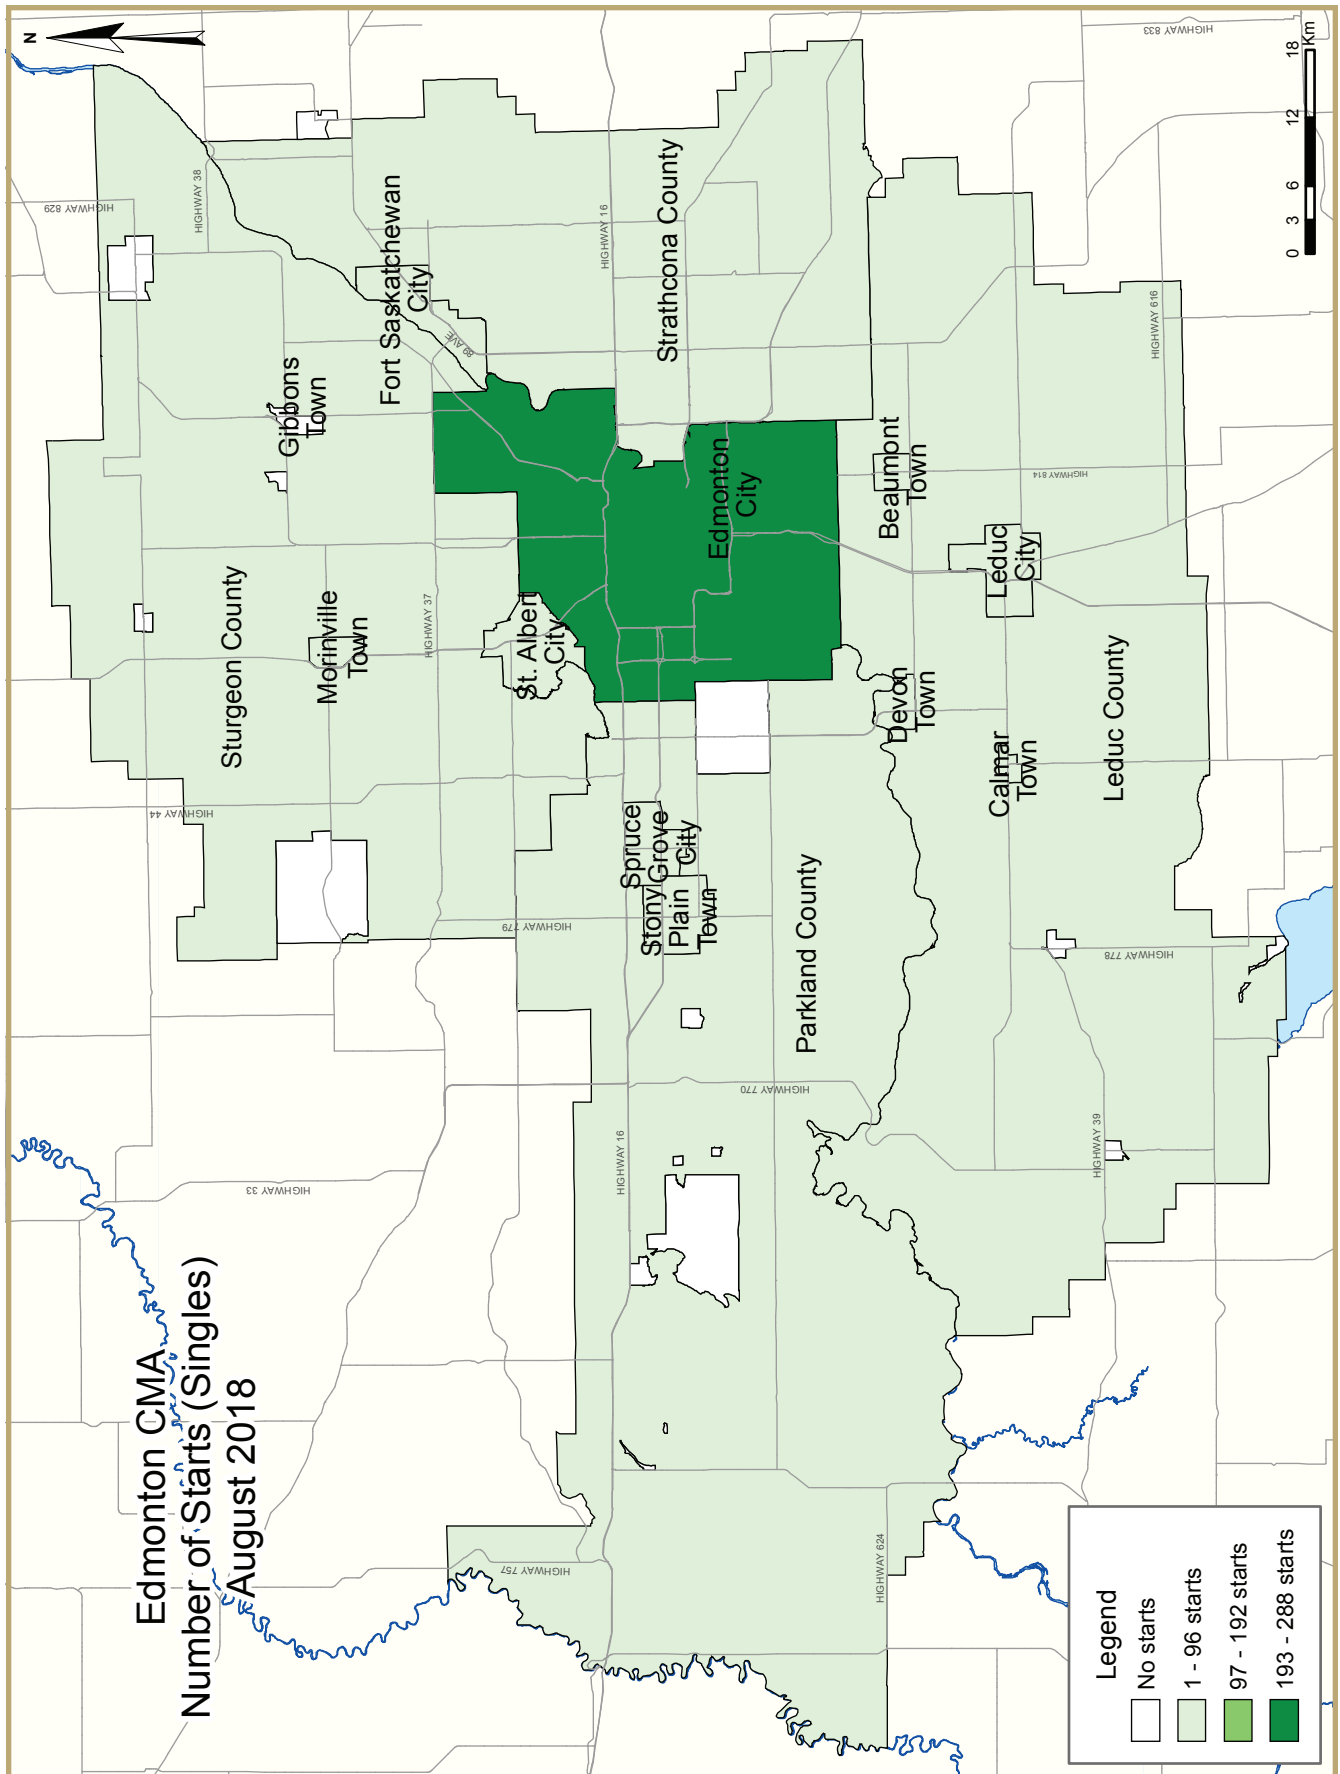 Edmonton CMA
Number of Starts (Singles)
August 2018
N
HIGHWAY 829
HIGHWAY 38
HIGHWAY 833
Gibbons
Town
Fort Saskatchewan
City
89 AVE
HIGHWAY 16
Strathcona County
Sturgeon County
Morinville
Town
HIGHWAY 37
HIGHWAY 44
St. Albert
City
Edmonton
City
Beaumont
Town
HIGHWAY 814
HIGHWAY 616
Leduc
City
Devon
Town
Calmar
Town
Leduc County
Spruce
Grove
City
Stony
Plain
Town
HIGHWAY 779
Parkland County
HIGHWAY 778
HIGHWAY 770
HIGHWAY 16
HIGHWAY 39
HIGHWAY 33
HIGHWAY 757
HIGHWAY 624
0 3 6 12 18
Km
Legend
No starts
1 - 96 starts
97 - 192 starts
193 - 288 starts